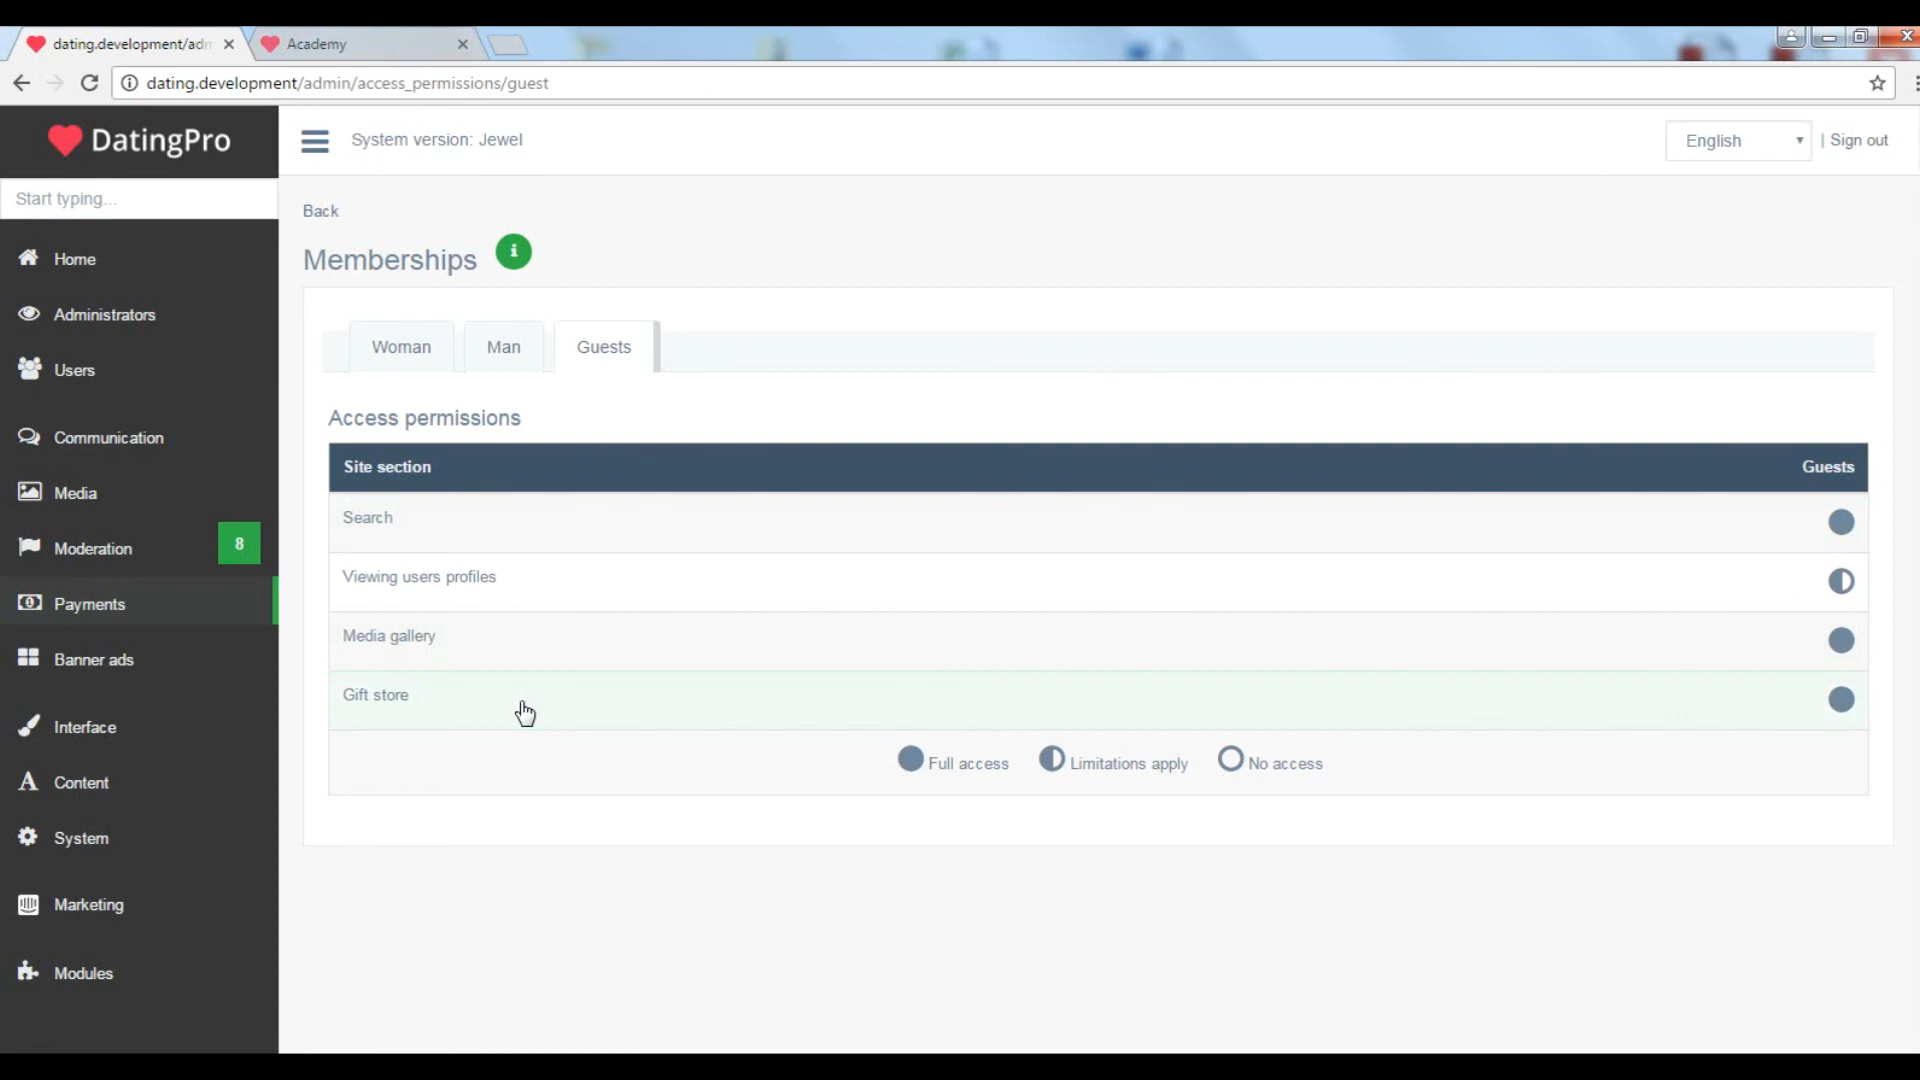 dating.development/adm
Academy
dating.development/admin/access_permissions/guest
DatingPro
System version: Jewel
English
| Sign out
Start typing...
Back
Memberships
Home
Administrators
Users
Communication
Media
Moderation 8
Payments
Banner ads
Interface
Content
System
Marketing
Modules
Woman Man Guests
Access permissions
Site section Guests
Search
Viewing users profiles
Media gallery
Gift store
Full access Limitations apply No access